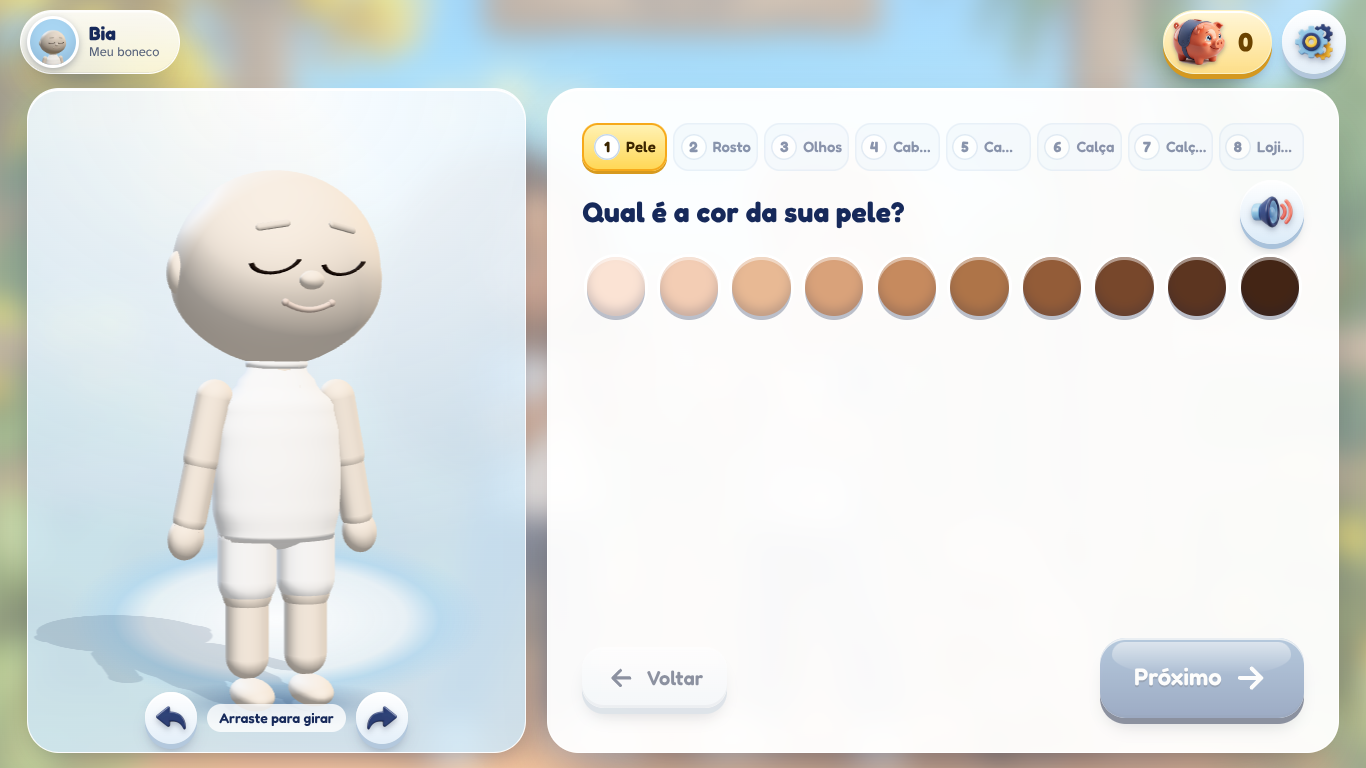 Bia
Meu boneco
0
1 Pele
2 Rosto
3 Olhos
4 Cab...
5 Ca...
6 Calça
7 Calç...
8 Loji...
Qual é a cor da sua pele?
Arraste para girar
Voltar
Próximo